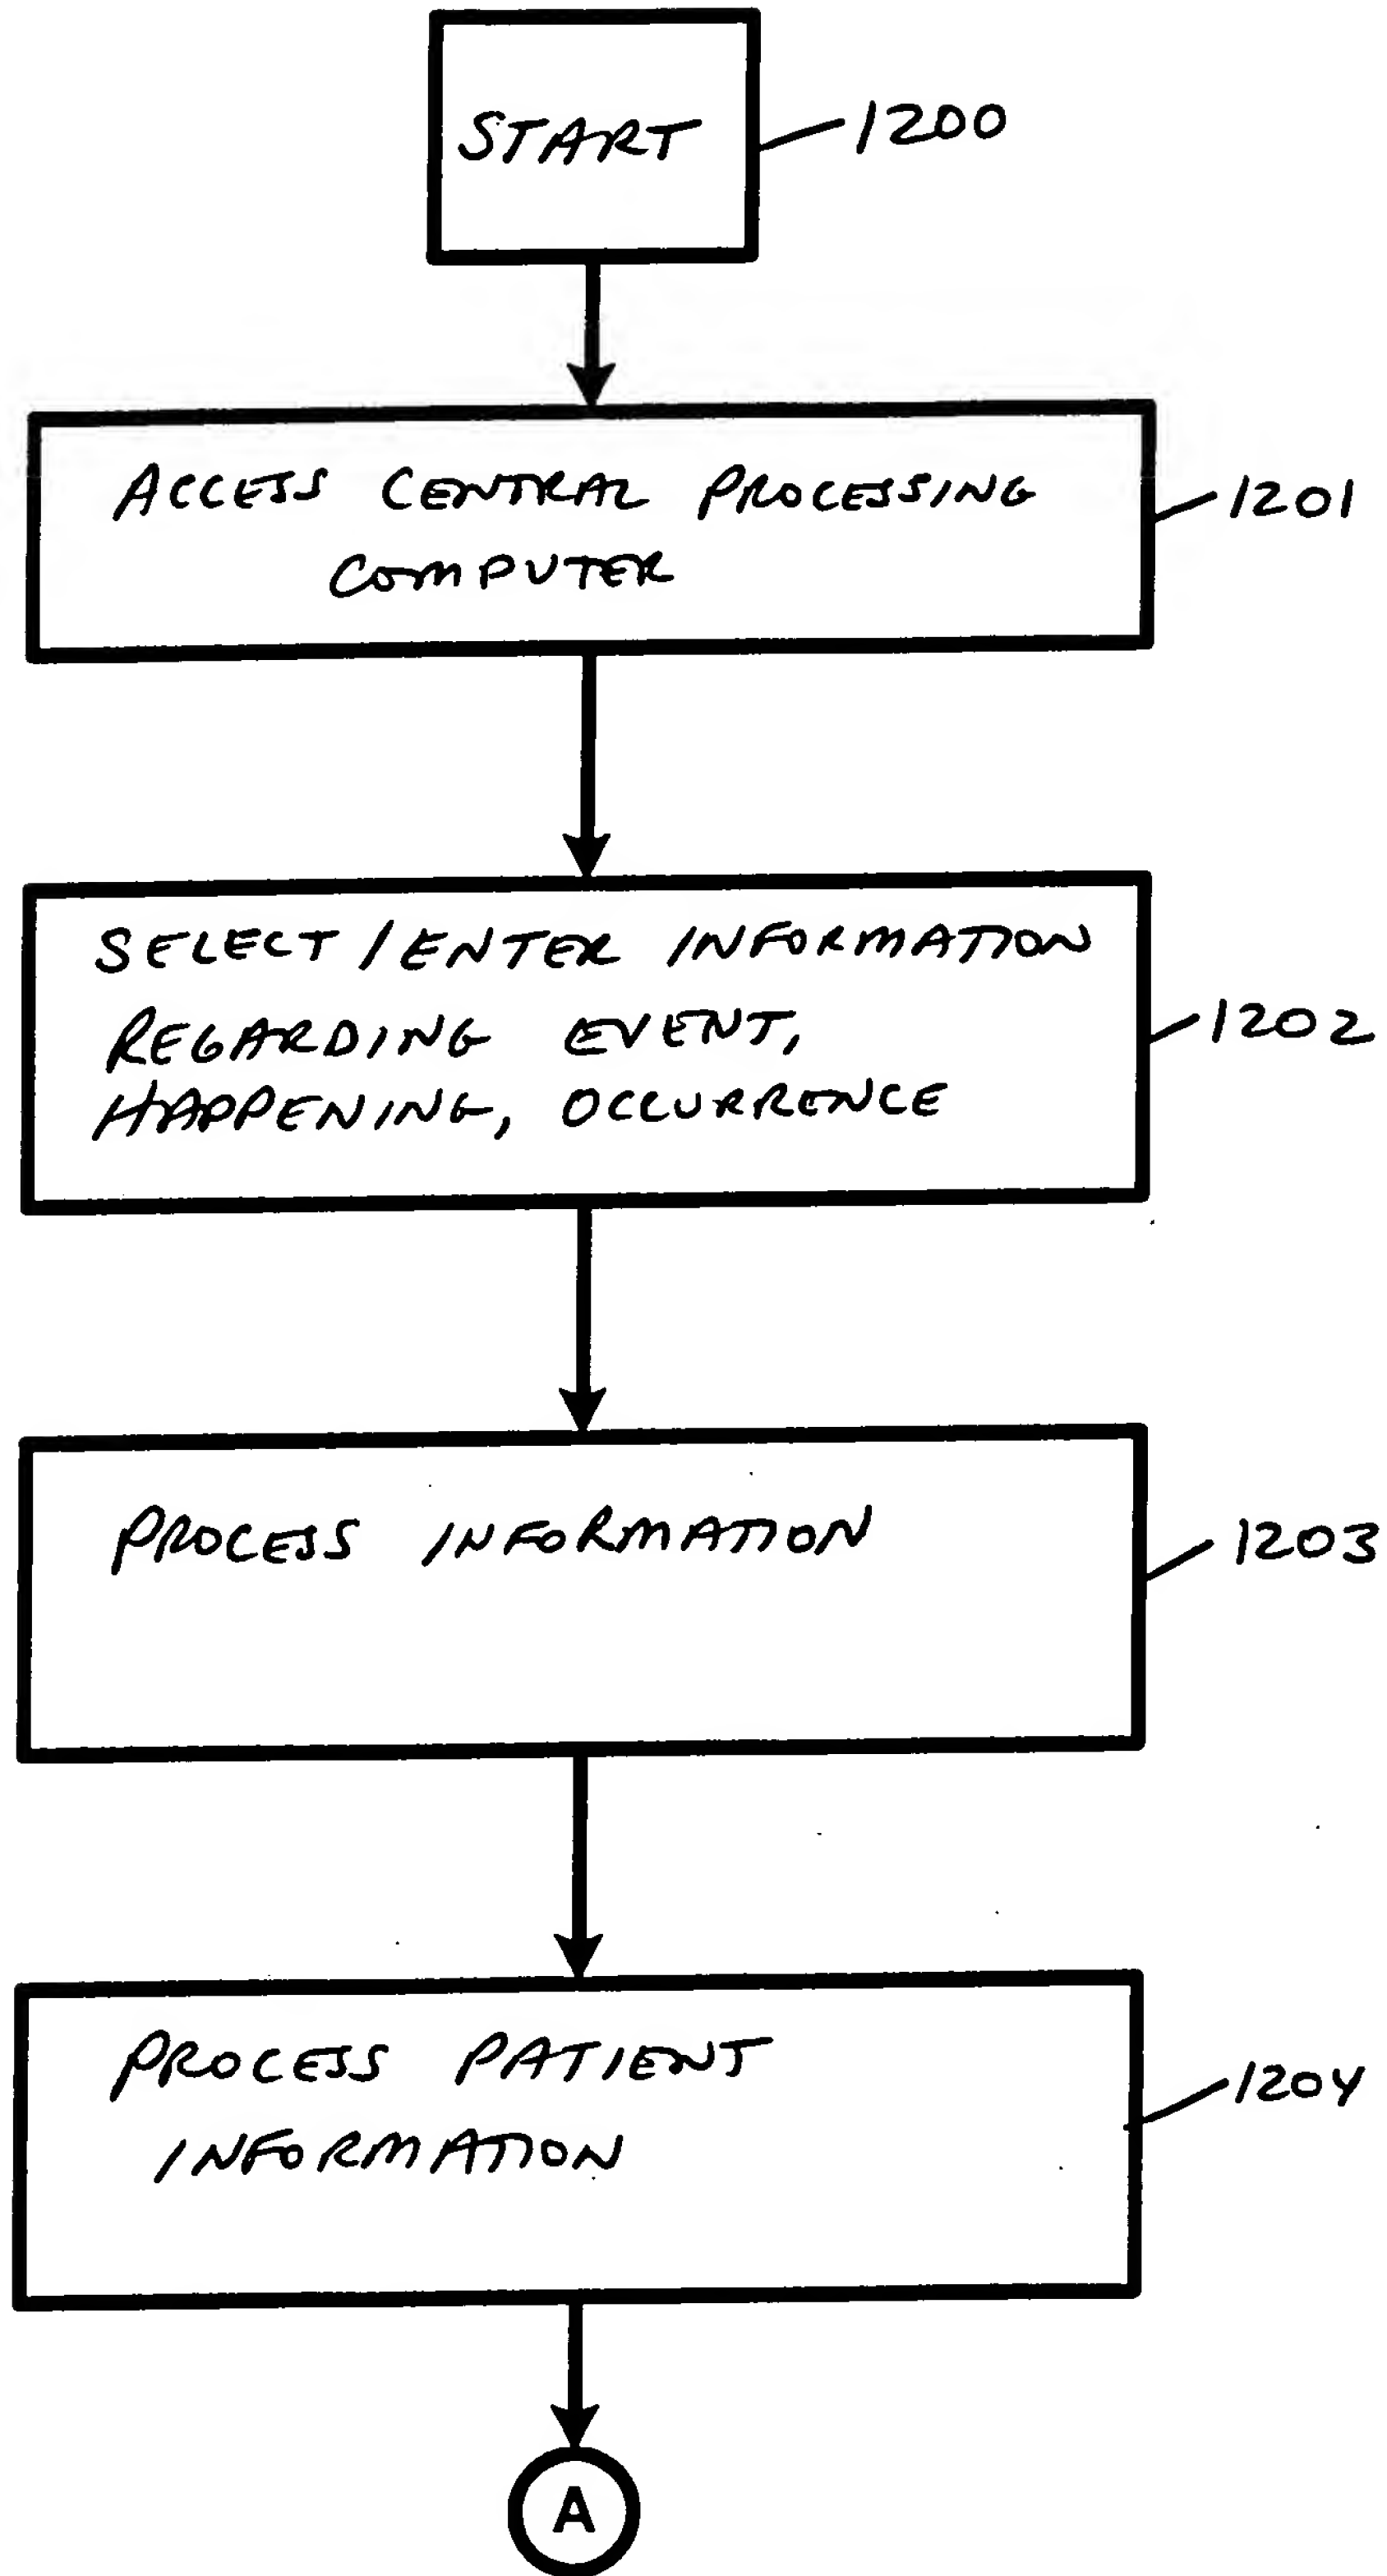 START
1200
ACCESS CENTRAL PROCESSING
COMPUTER
1201
SELECT / ENTER INFORMATION
REGARDING EVENT,
HAPPENING, OCCURRENCE
1202
PROCESS INFORMATION
1203
PROCESS PATIENT
INFORMATION
1204
A